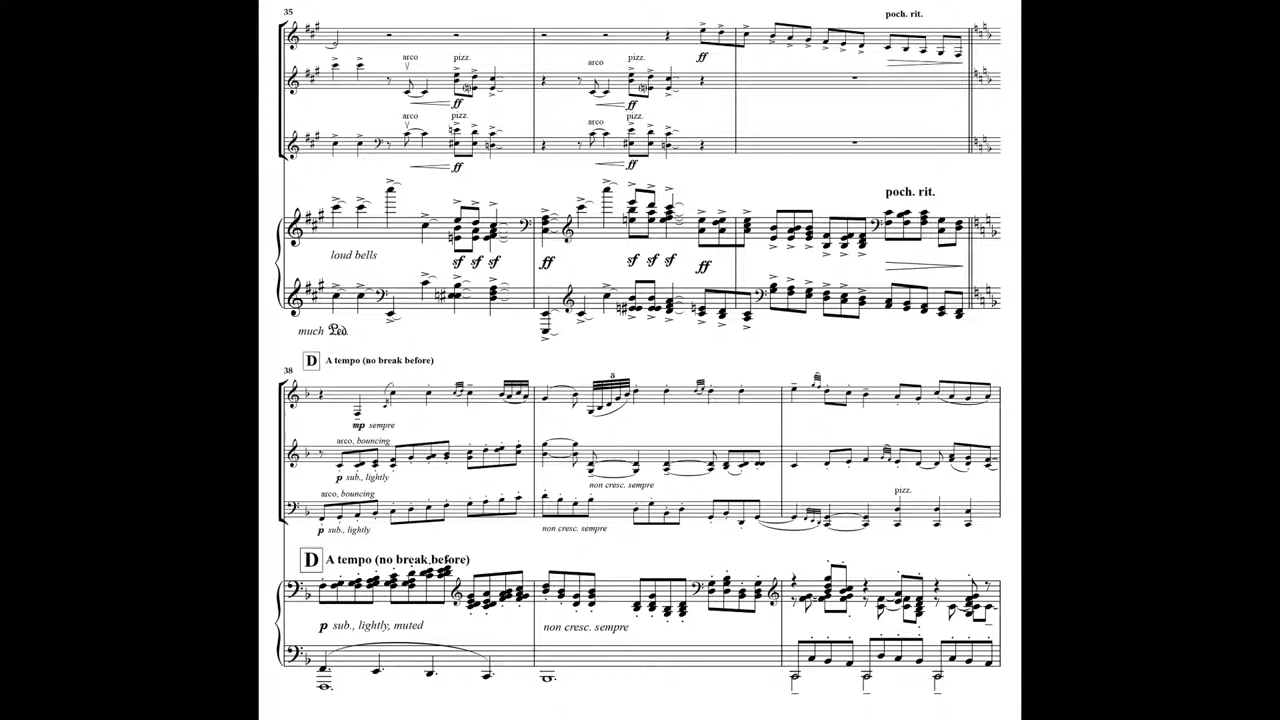 35
poch. rit.
ff
arco
pizz.
arco
pizz.
ff
ff
arco
pizz.
arco
pizz.
ff
ff
poch. rit.
loud bells
sf sf sf
ff
sf sf sf
ff
much Ped.
D A tempo (no break before)
38
5
mp sempre
arco, bouncing
p sub., lightly
non cresc. sempre
arco, bouncing
pizz.
p sub., lightly
non cresc. sempre
D A tempo (no break before)
p sub., lightly, muted
non cresc. sempre